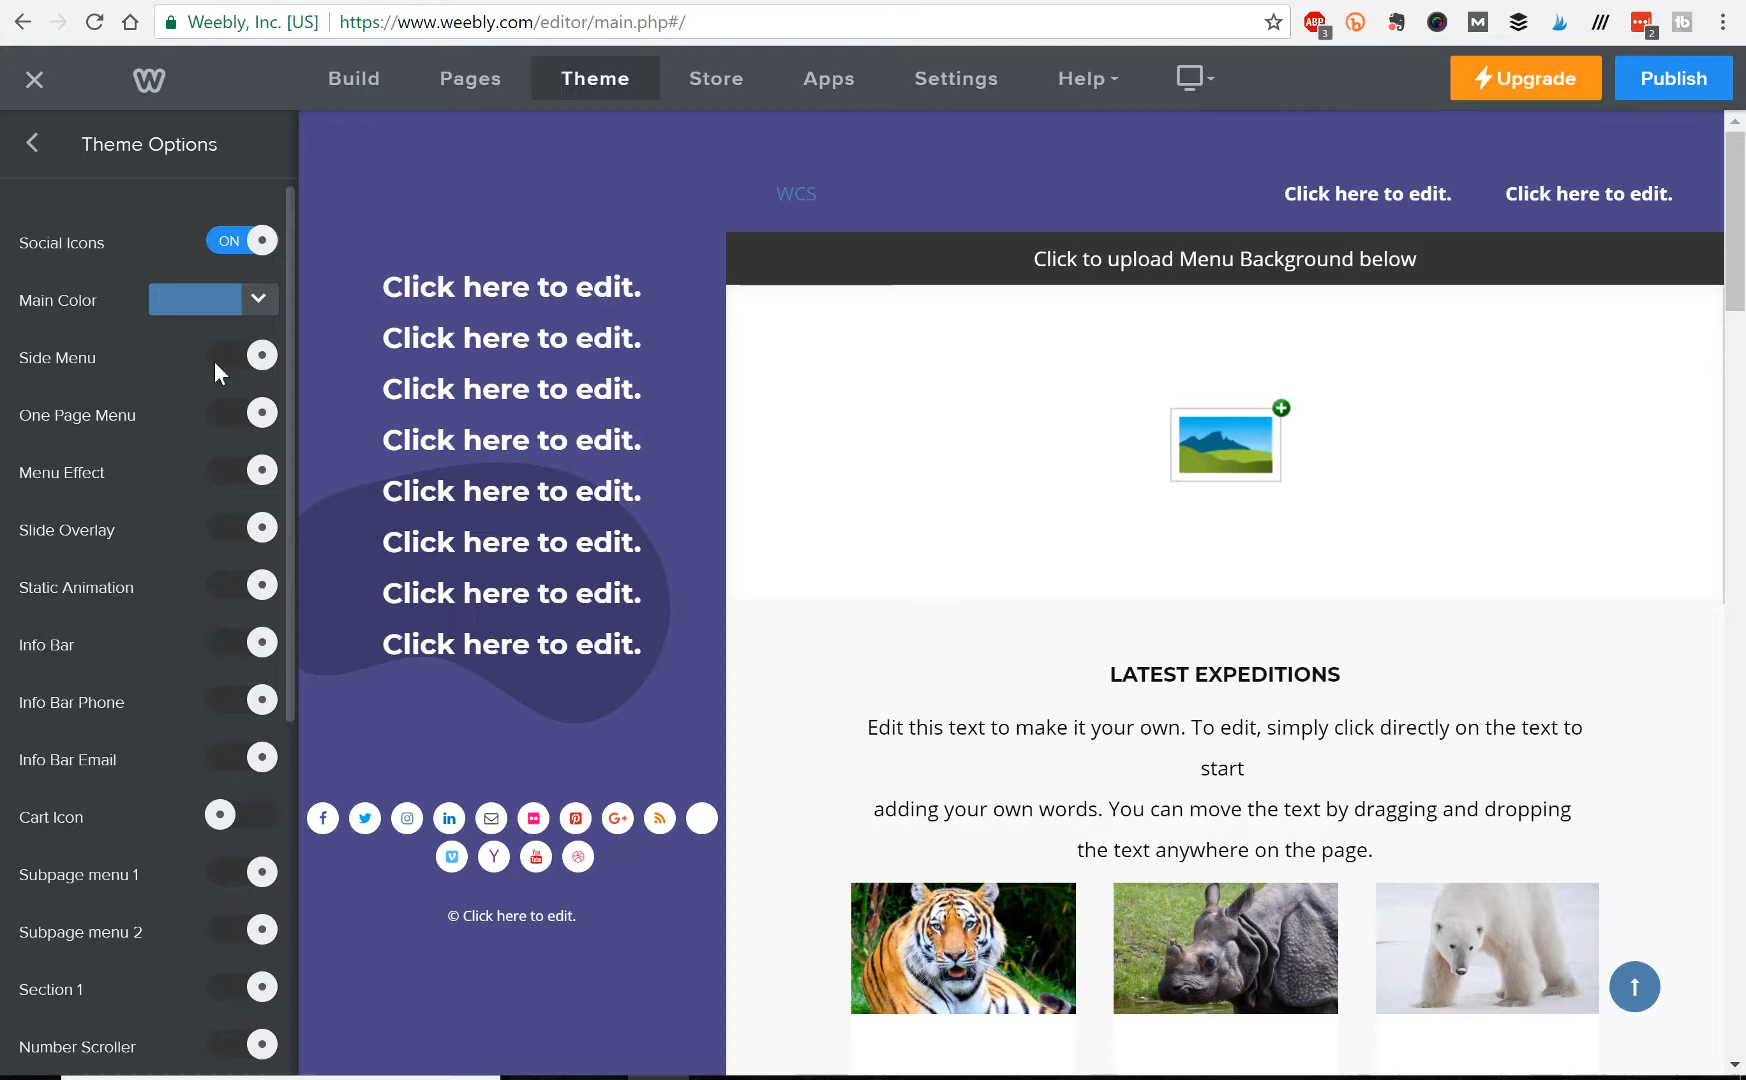 Weebly, Inc. [US]
https://www.weebly.com/editor/main.php#/
ABP
3
2
Build
Pages
Theme
Store
Apps
Settings
Help
Upgrade
Publish
Theme Options
Social Icons
ON
Main Color
Side Menu
One Page Menu
Menu Effect
Slide Overlay
Static Animation
Info Bar
Info Bar Phone
Info Bar Email
Cart Icon
Subpage menu 1
Subpage menu 2
Section 1
Number Scroller
WCS
Click here to edit.
Click here to edit.
Click here to edit.
Click here to edit.
Click here to edit.
Click here to edit.
Click here to edit.
Click here to edit.
Click here to edit.
Click here to edit.
© Click here to edit.
Click to upload Menu Background below
LATEST EXPEDITIONS
Edit this text to make it your own. To edit, simply click directly on the text to
start
adding your own words. You can move the text by dragging and dropping
the text anywhere on the page.